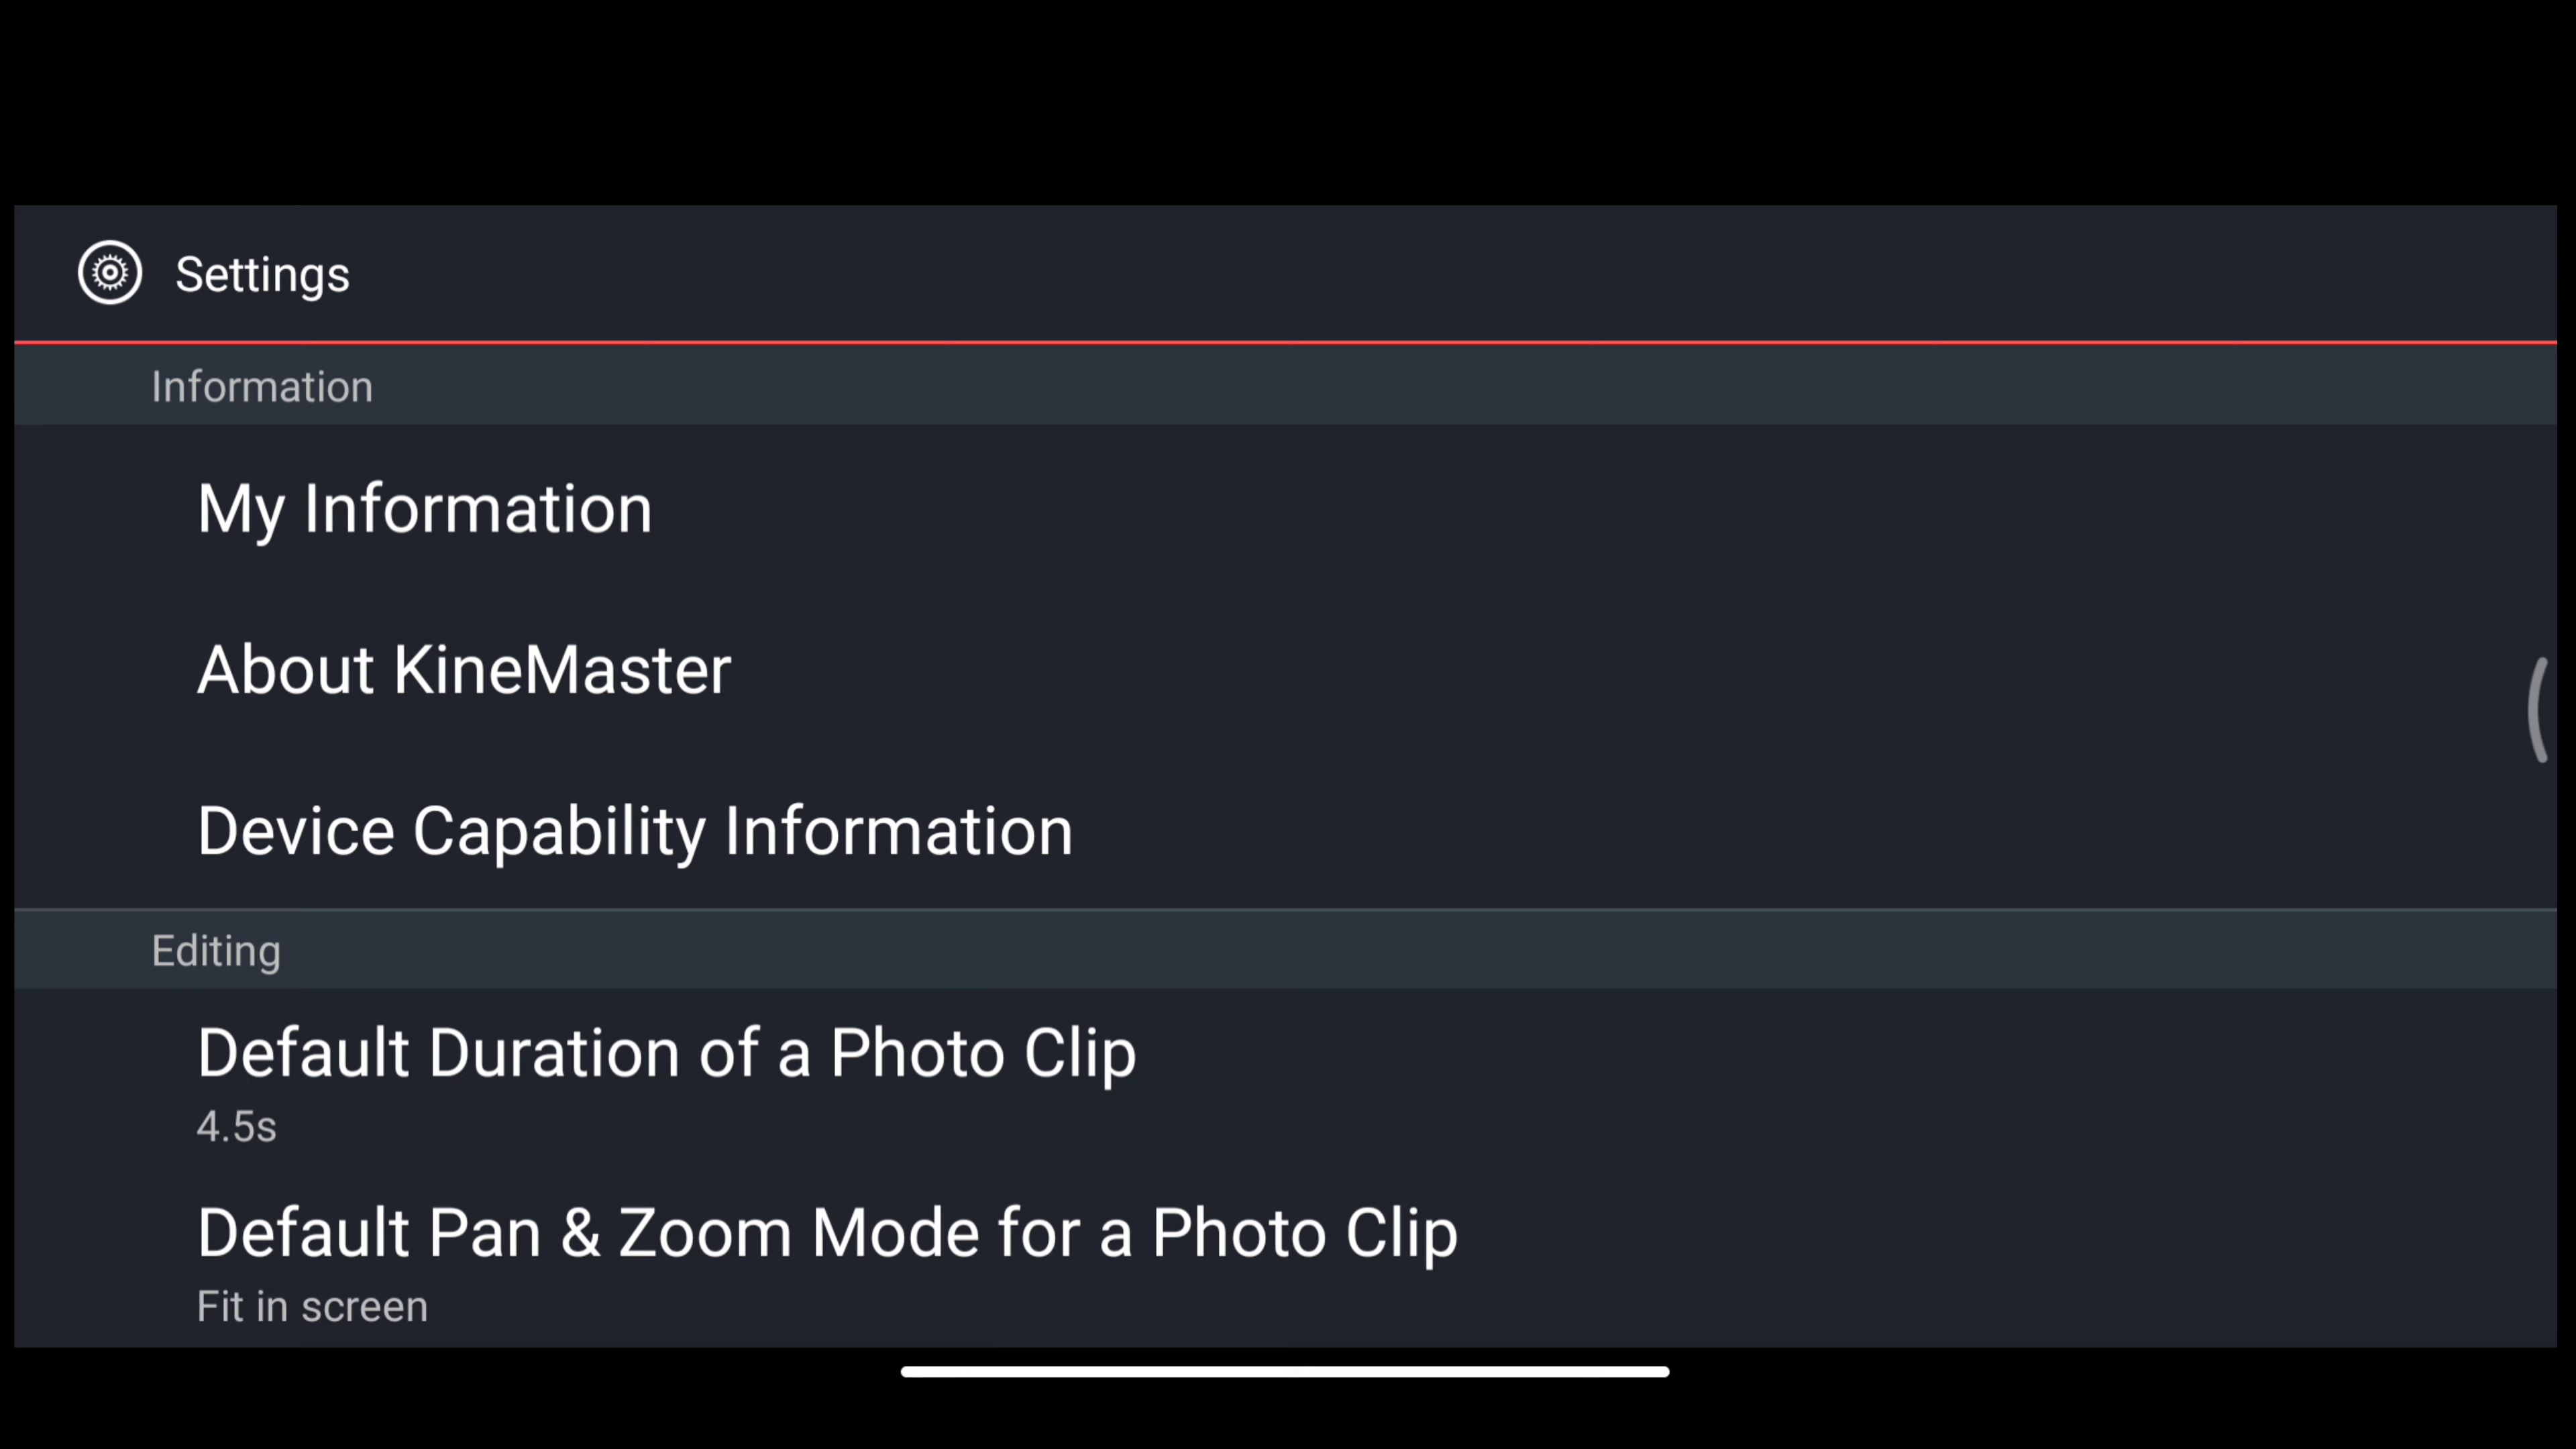 Settings
Information
My Information
About KineMaster
Device Capability Information
Editing
Default Duration of a Photo Clip
4.5s
Default Pan & Zoom Mode for a Photo Clip
Fit in screen